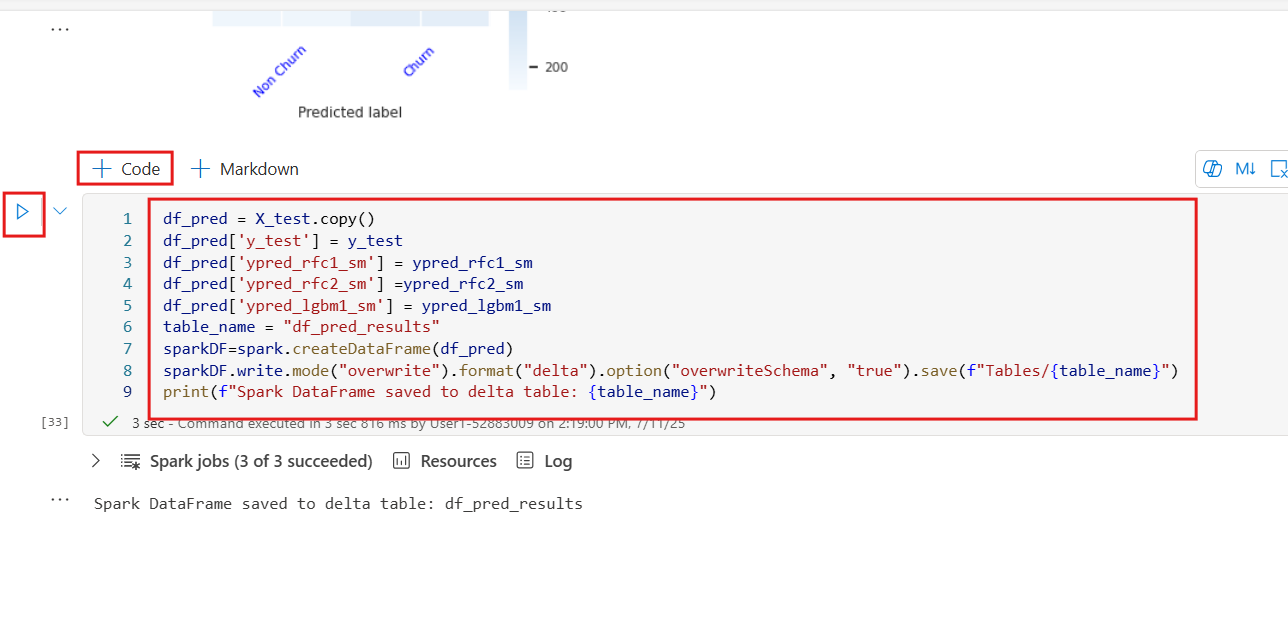 ...
Non Churn Churn
200
Predicted label
Code Markdown
M↓
1 df_pred = X_test.copy()
2 df_pred['y_test'] = y_test
3 df_pred['ypred_rfc1_sm'] = ypred_rfc1_sm
4 df_pred['ypred_rfc2_sm'] =ypred_rfc2_sm
5 df_pred['ypred_lgbm1_sm'] = ypred_lgbm1_sm
6 table_name = "df_pred_results"
7 sparkDF=spark.createDataFrame(df_pred)
8 sparkDF.write.mode("overwrite").format("delta").option("overwriteSchema", "true").save(f"Tables/{table_name}")
9 print(f"Spark DataFrame saved to delta table: {table_name}")
[33] 3 sec - Command executed in 3 sec 816 ms by User1-52883009 on 2:19:00 PM, 7/11/25
Spark jobs (3 of 3 succeeded) Resources Log
... Spark DataFrame saved to delta table: df_pred_results